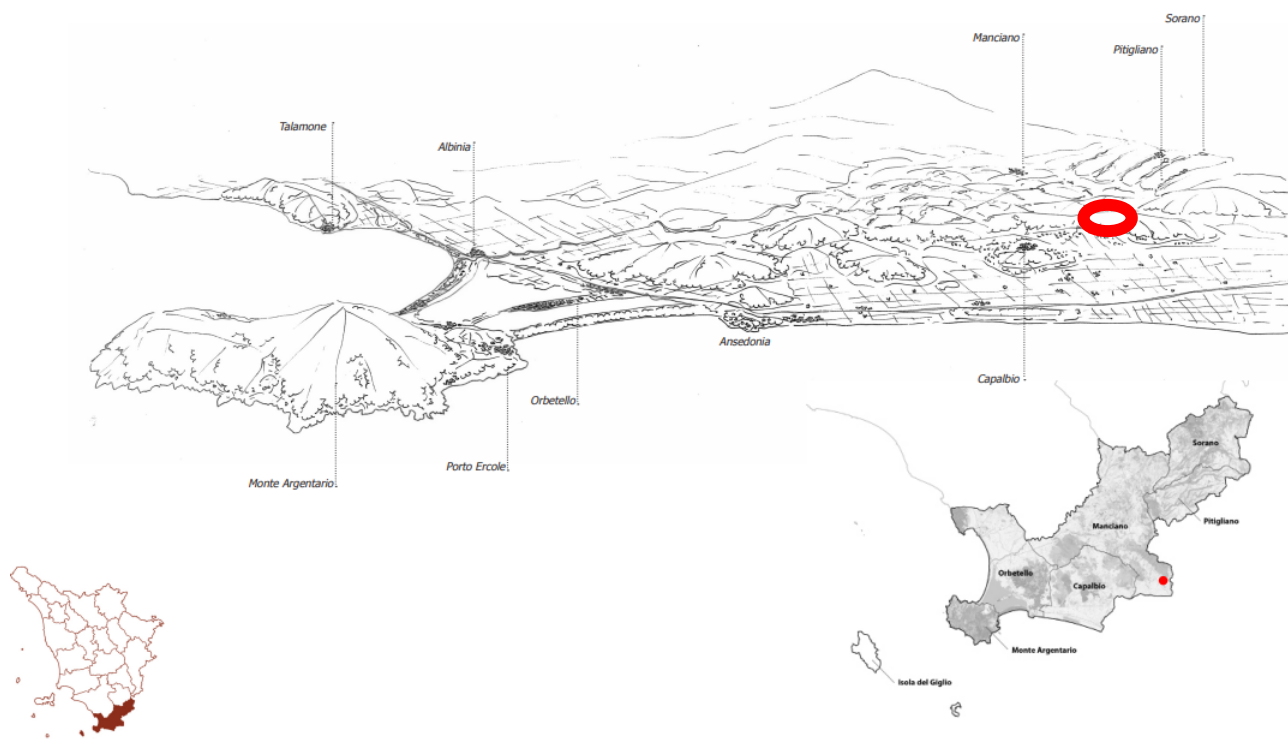 Sorano
Manciano
Pitigliano
Talamone
Albinia
Ansedonia
Capalbio
Orbetello
Porto Ercole
Monte Argentario
Sorano
Manciano
Pitigliano
Orbetello
Capalbio
Monte Argentario
Isola del Giglio